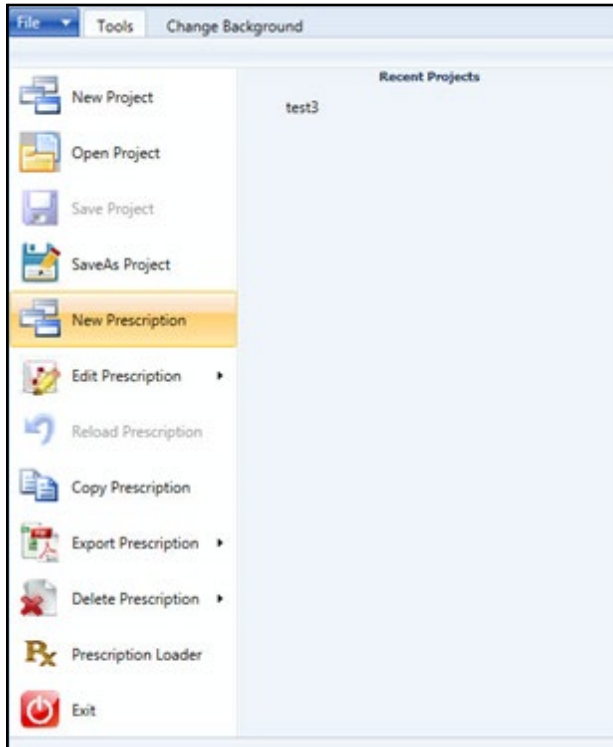 File
Tools
Change Background
New Project
Open Project
Save Project
SaveAs Project
New Prescription
Edit Prescription
Reload Prescription
Copy Prescription
Export Prescription
Delete Prescription
Rx
Prescription Loader
Exit
Recent Projects
test3